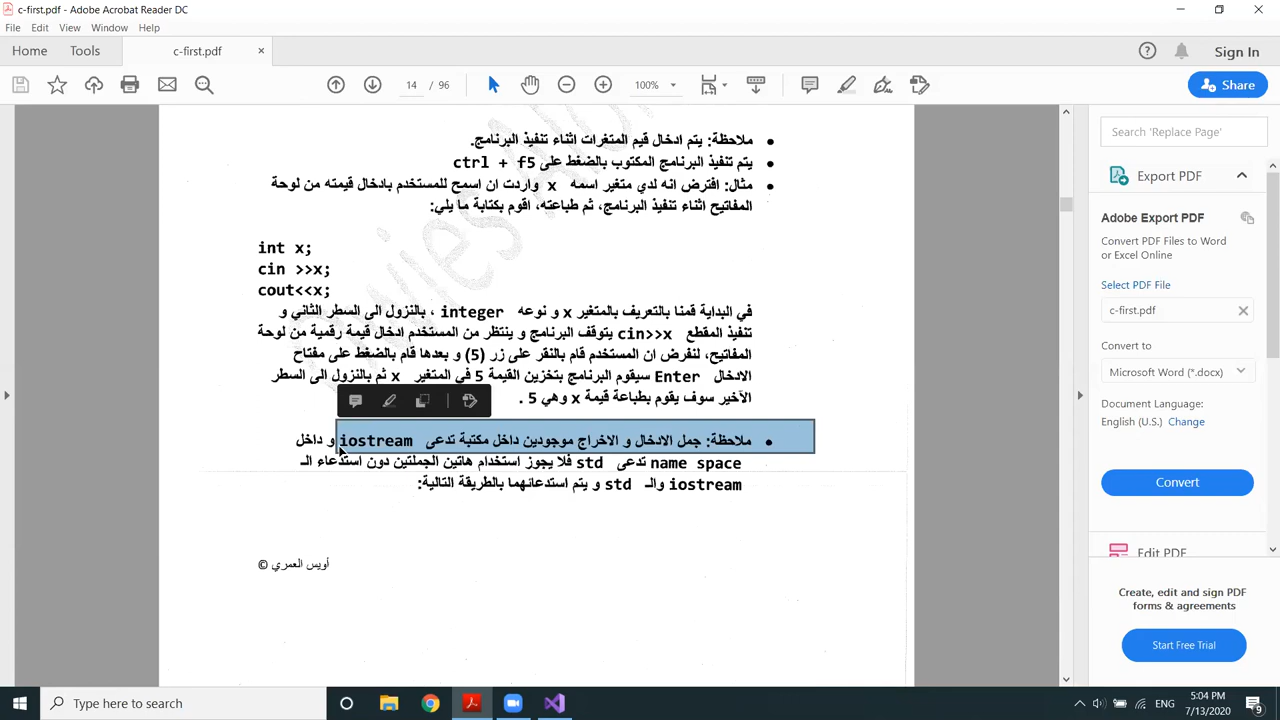 c-first.pdf - Adobe Acrobat Reader DC
File Edit View Window Help
Home Tools c-first.pdf × Sign In
14 / 96 100% Share
ملاحظة: يتم ادخال قيم المتغرات اثناء تنفيذ البرنامج.
يتم تنفيذ البرنامج المكتوب بالضغط على ctrl + f5
مثال: افترض انه لدي متغير اسمه x واردت ان اسمح للمستخدم بادخال قيمته من لوحة
المفاتيح اثناء تنفيذ البرنامج، ثم طباعته، اقوم بكتابة ما يلي:
int x;
cin >>x;
cout<<x;
في البداية قمنا بالتعريف بالمتغير x و نوعه integer ، بالنزول الى السطر الثاني و
تنفيذ المقطع cin>>x يتوقف البرنامج و ينتظر من المستخدم ادخال قيمة رقمية من لوحة
المفاتيح، لنفرض ان المستخدم قام بالنقر على زر (5) و بعدها قام بالضغط على مفتاح
الادخال Enter سيقوم البرنامج بتخزين القيمة 5 في المتغير x ثم بالنزول الى السطر
الآخير سوف يقوم بطباعة قيمة x وهي 5 .
ملاحظة: جمل الادخال و الاخراج موجودين داخل مكتبة تدعى iostream و داخل
name space تدعى std فلا يجوز استخدام هاتين الجملتين دون استدعاء الـ
iostream والـ std و يتم استدعائهما بالطريقة التالية:
أويس العمري ©
Search 'Replace Page'
Export PDF
Adobe Export PDF
Convert PDF Files to Word
or Excel Online
Select PDF File
c-first.pdf
Convert to
Microsoft Word (*.docx)
Document Language:
English (U.S.) Change
Convert
Edit PDF
Create, edit and sign PDF
forms & agreements
Start Free Trial
Type here to search
ENG
5:04 PM
7/13/2020
9